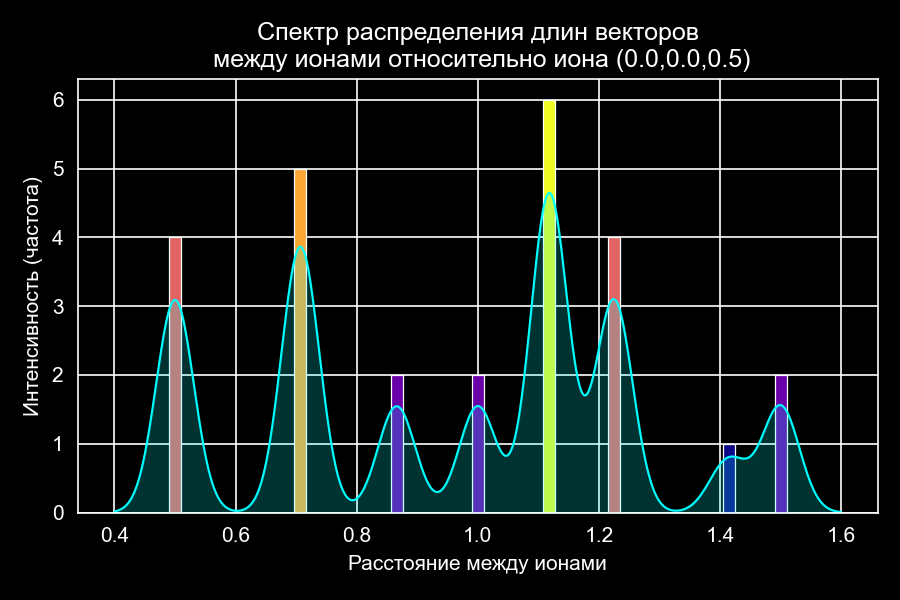 Спектр распределения длин векторов
между ионами относительно иона (0.0,0.0,0.5)
Интенсивность (частота)
6
5
4
3
2
1
0
0.4 0.6 0.8 1.0 1.2 1.4 1.6
Расстояние между ионами